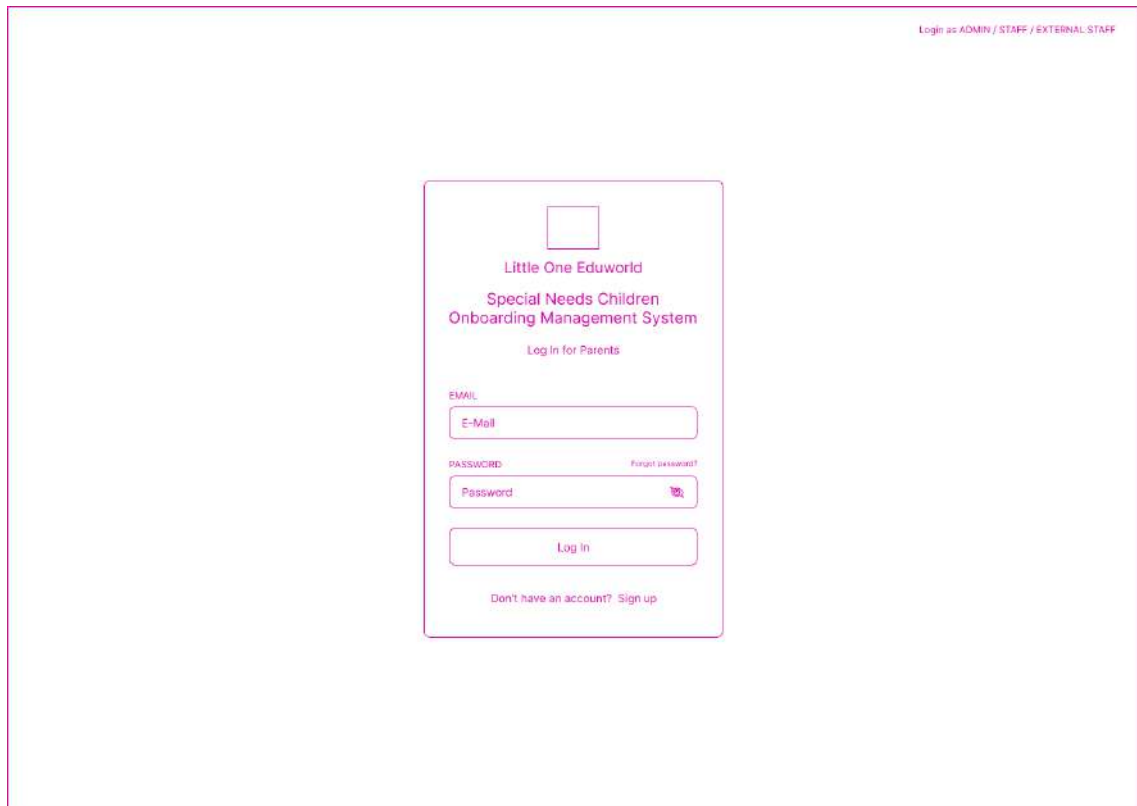 Login as ADMIN / STAFF / EXTERNAL STAFF
Little One Eduworld
Special Needs Children
Onboarding Management System
Log In for Parents
EMAIL
E-Mail
PASSWORD Forgot password?
Password
Log In
Don't have an account? Sign up